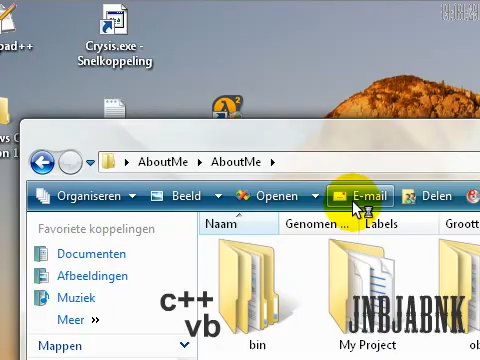 pad++
Crysis.exe -
Snelkoppeling
AboutMe AboutMe
Organiseren Beeld Openen E-mail Delen
Favoriete koppelingen
Naam Genomen ... Labels Groott
Documenten
Afbeeldingen
Muziek
Meer »
Mappen
c++
vb
JNBJABNK
bin My Project ob